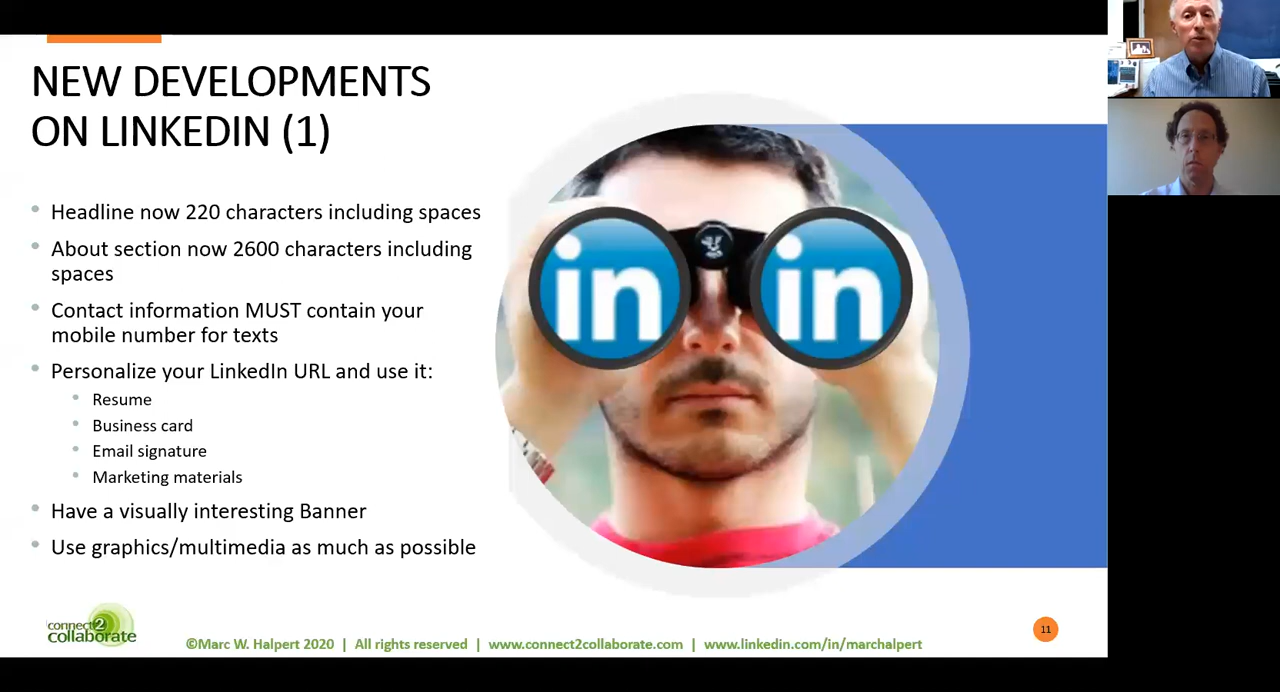 NEW DEVELOPMENTS
ON LINKEDIN (1)
Headline now 220 characters including spaces
About section now 2600 characters including
spaces
Contact information MUST contain your
mobile number for texts
Personalize your LinkedIn URL and use it:
Resume
Business card
Email signature
Marketing materials
Have a visually interesting Banner
Use graphics/multimedia as much as possible
in
in
connect2
collaborate
©Marc W. Halpert 2020 | All rights reserved | www.connect2collaborate.com | www.linkedin.com/in/marchalpert
11